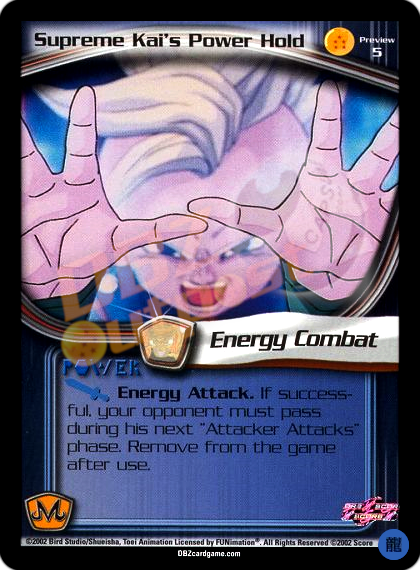 Supreme Kai's Power Hold
Preview
5
Energy Combat
POWER
Energy Attack. If success-
ful, your opponent must pass
during his next "Attacker Attacks"
phase. Remove from the game
after use.
龍
©2002 Bird Studio/Shueisha, Toei Animation Licensed by FUNimation®. All Rights Reserved ©2002 Score
DBZcardgame.com